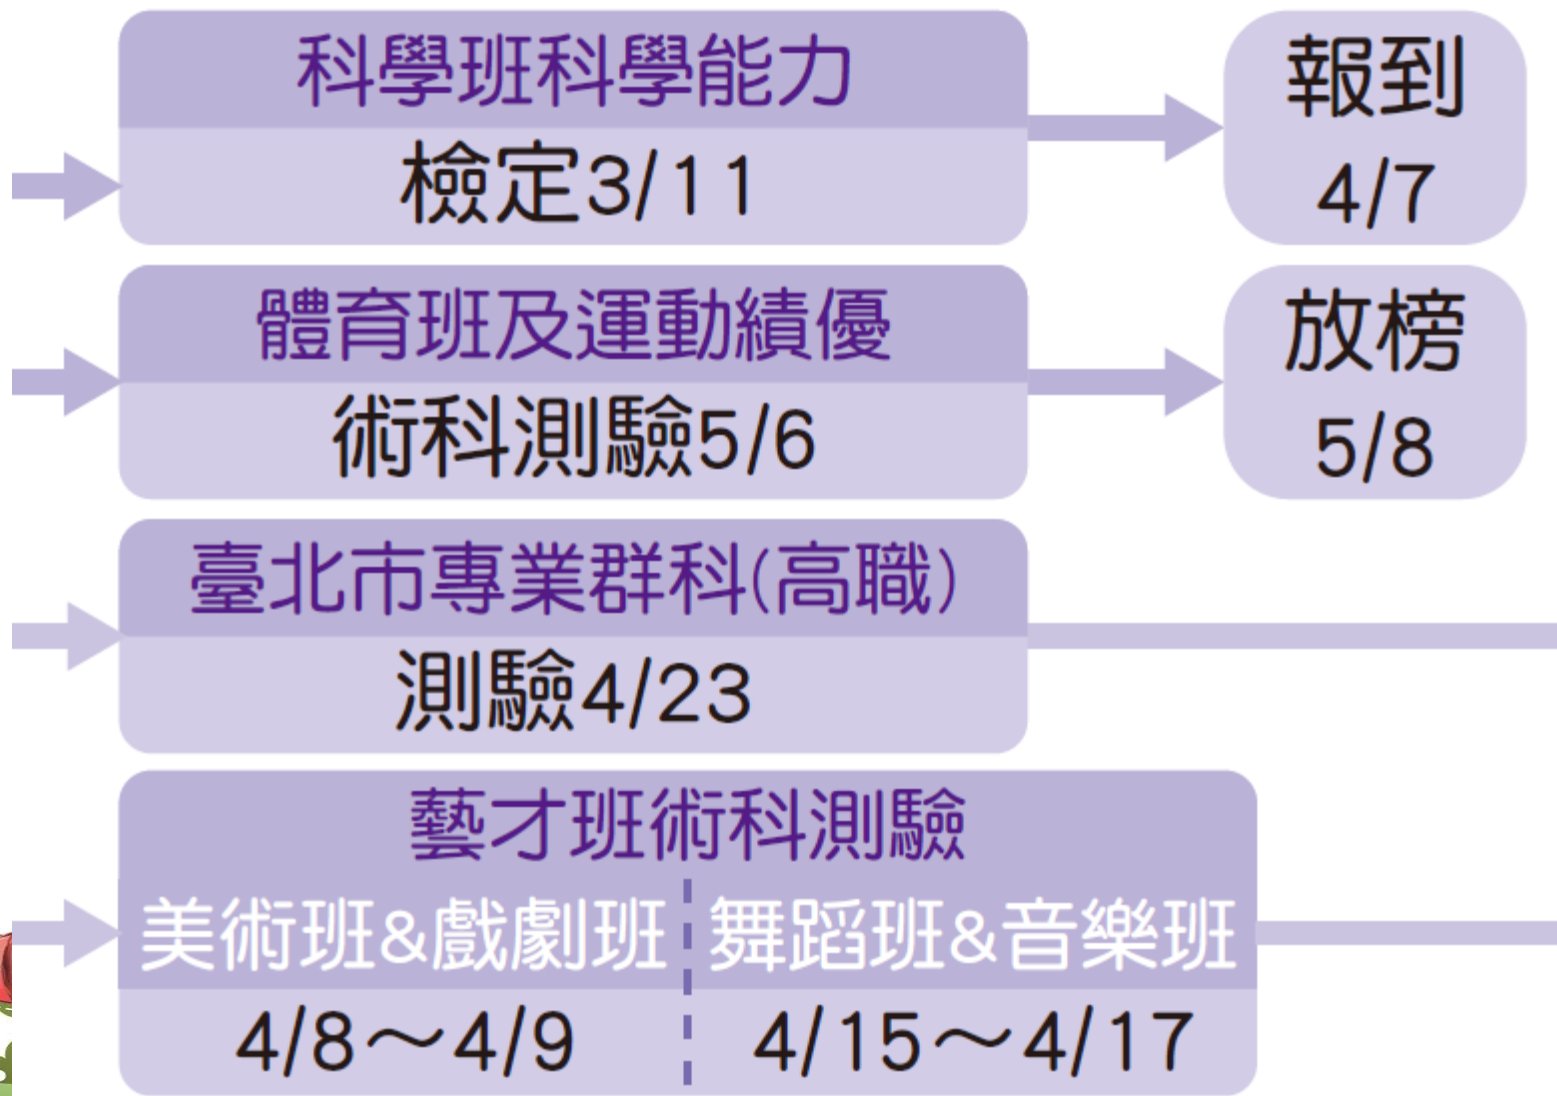 科學班科學能力
檢定3/11
報到
4/7
體育班及運動績優
術科測驗5/6
放榜
5/8
臺北市專業群科(高職)
測驗4/23
藝才班術科測驗
美術班&戲劇班
4/8～4/9
舞蹈班&音樂班
4/15～4/17